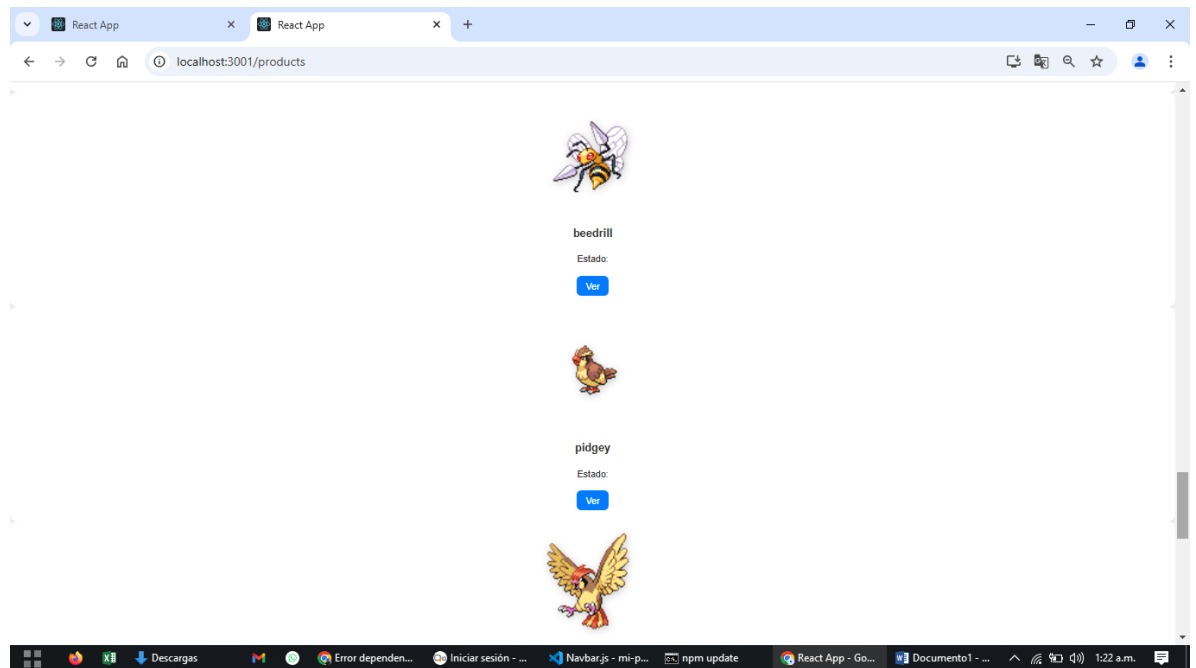 React App
React App
localhost:3001/products
beedrill
Estado:
Ver
pidgey
Estado:
Ver
Descargas
Error dependen...
Iniciar sesión - ...
Navbar.js - mi-p...
npm update
React App - Go...
Documento1 - ...
1:22 a.m.